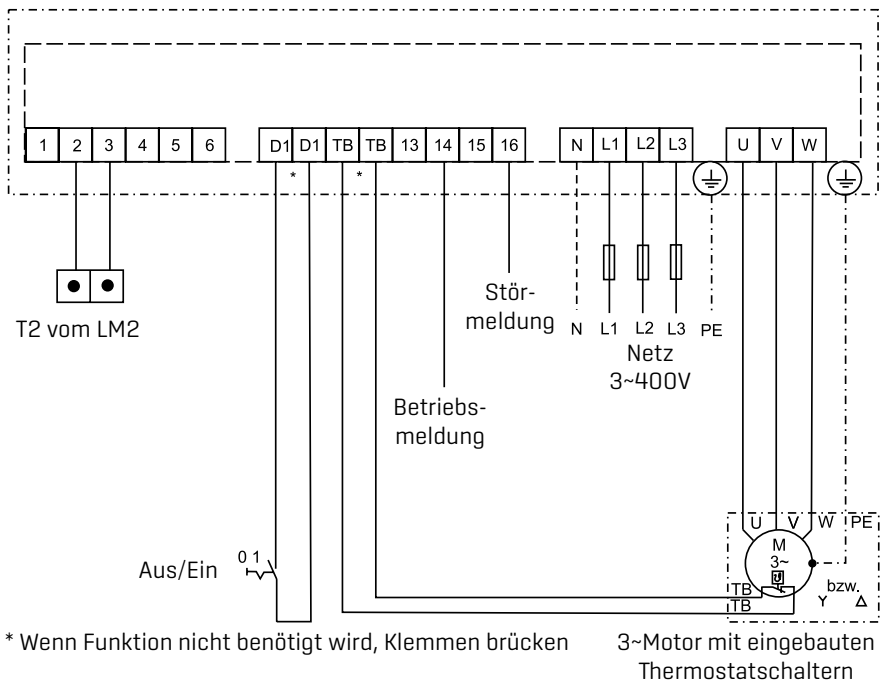 1 2 3 4 5 6 D1 D1 TB TB 13 14 15 16 N L1 L2 L3 U V W
* *
T2 vom LM2
Stör-
meldung
N L1 L2 L3 PE
Netz
3~400V
Betriebs-
meldung
U V W PE
M
3~
Aus/Ein 0 1
TB
TB
bzw.
Y Δ
* Wenn Funktion nicht benötigt wird, Klemmen brücken
3~Motor mit eingebauten
Thermostatschaltern